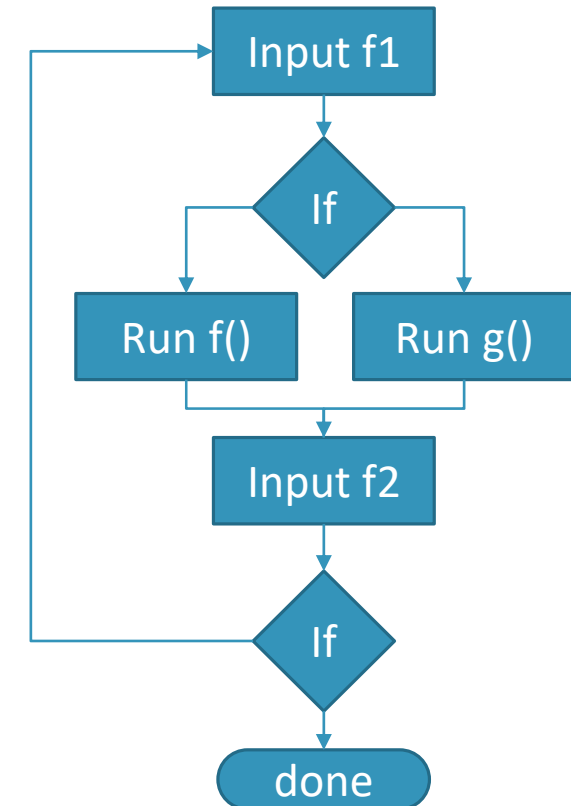 Input f1
If
Run f()
Run g()
Input f2
If
done